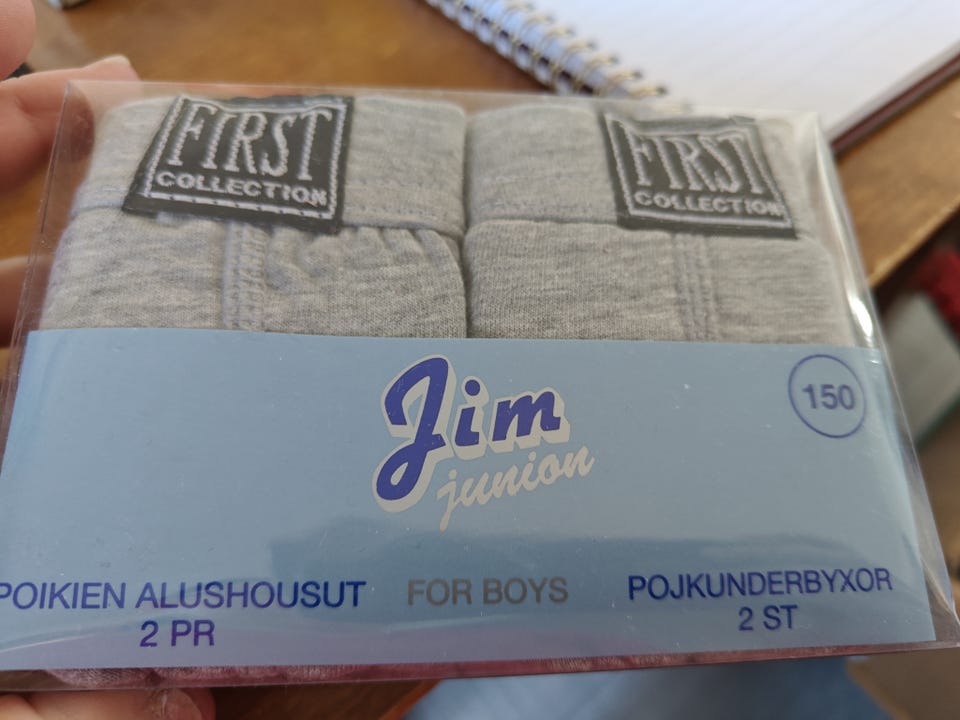 FIRST
COLLECTION
FIRST
COLLECTION
Jim
junion
150
POIKIEN ALUSHOUSUT
2 PR
FOR BOYS
POJKUNDERBYXOR
2 ST